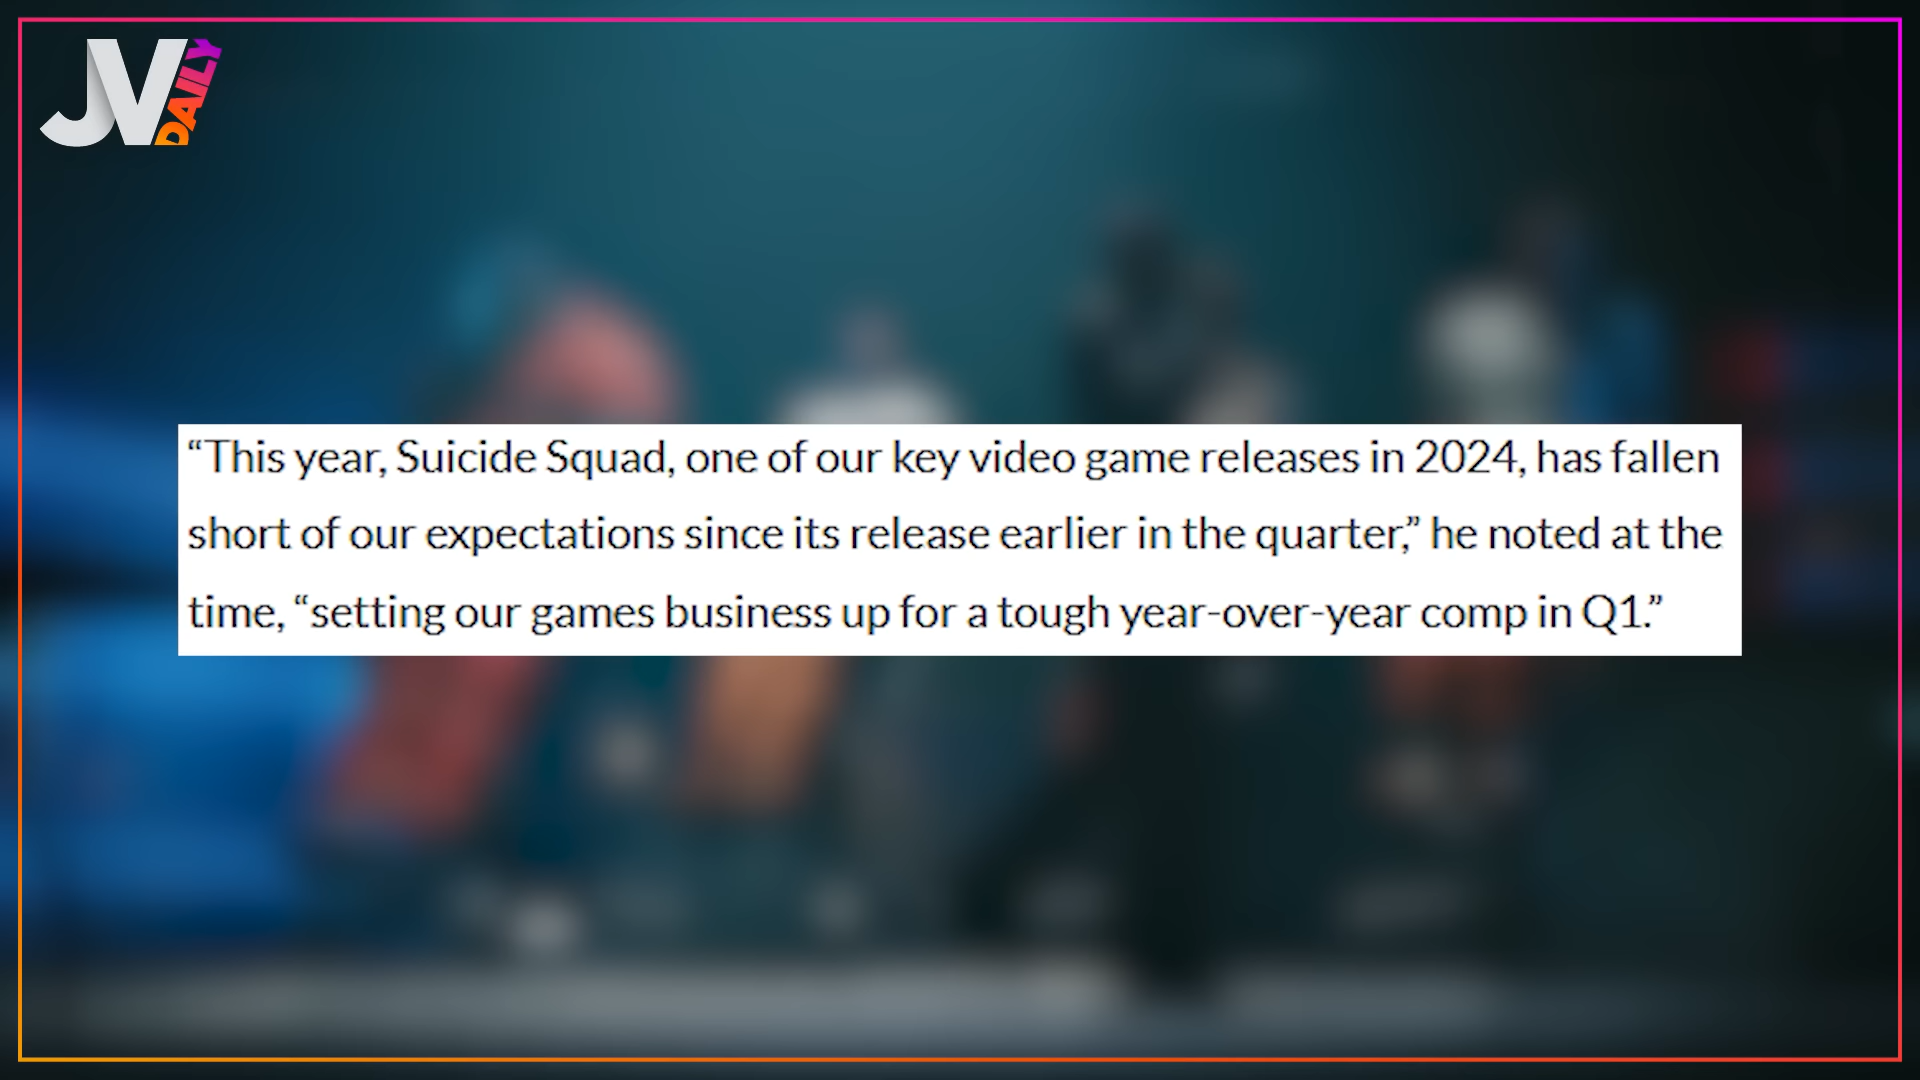 JV
DAILY
“This year, Suicide Squad, one of our key video game releases in 2024, has fallen
short of our expectations since its release earlier in the quarter,” he noted at the
time, “setting our games business up for a tough year-over-year comp in Q1.”